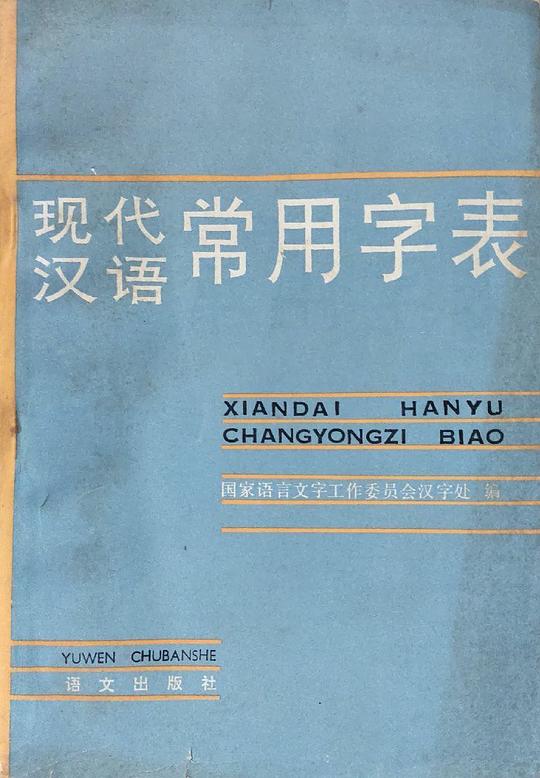 现代汉语常用字表
XIANDAI HANYU
CHANGYONGZI BIAO
国家语言文字工作委员会汉字处 编
YUWEN CHUBANSHE
语文出版社